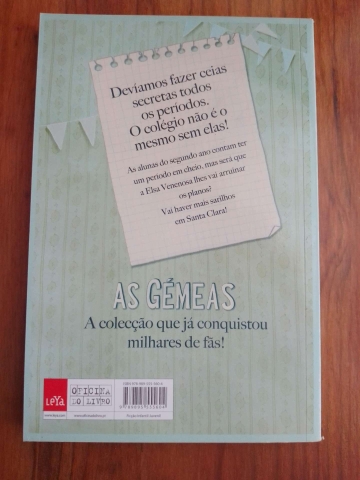 Devíamos fazer ceias
secretas todos
os períodos.
O colégio não é o
mesmo sem elas!
As alunas do segundo ano contam ter
um período em cheio, mas será que
a Elsa Venenosa lhes vai arruinar
os planos?
Vai haver mais sarilhos
em Santa Clara!
AS GÉMEAS
A colecção que já conquistou
milhares de fãs!
LEYA
OFICINA
DO LIVRO